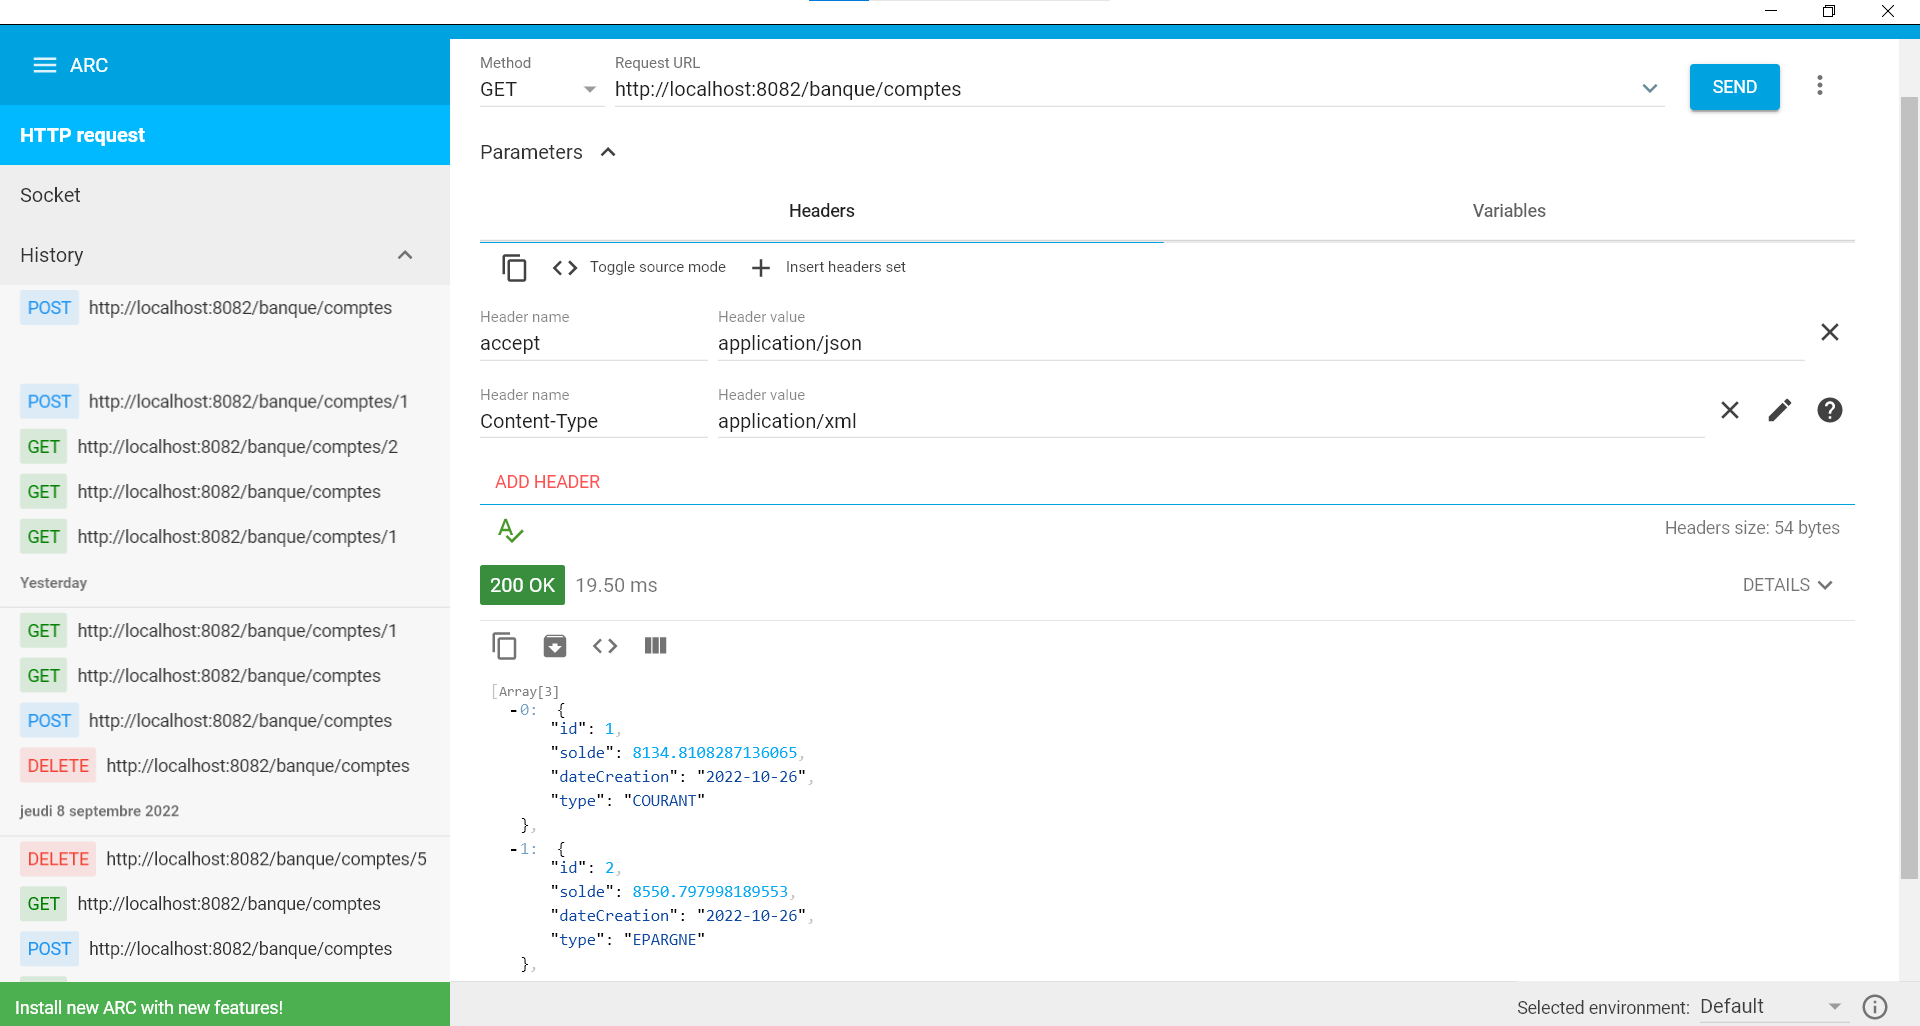 ARC
HTTP request
Socket
History
POST http://localhost:8082/banque/comptes
POST http://localhost:8082/banque/comptes/1
GET http://localhost:8082/banque/comptes/2
GET http://localhost:8082/banque/comptes
GET http://localhost:8082/banque/comptes/1
Yesterday
GET http://localhost:8082/banque/comptes/1
GET http://localhost:8082/banque/comptes
POST http://localhost:8082/banque/comptes
DELETE http://localhost:8082/banque/comptes
jeudi 8 septembre 2022
DELETE http://localhost:8082/banque/comptes/5
GET http://localhost:8082/banque/comptes
POST http://localhost:8082/banque/comptes
Install new ARC with new features!
Method Request URL
GET http://localhost:8082/banque/comptes
SEND
Parameters
Headers Variables
Toggle source mode Insert headers set
Header name Header value
accept application/json
Header name Header value
Content-Type application/xml
ADD HEADER
Headers size: 54 bytes
200 OK 19.50 ms DETAILS
[Array[3]
-0: {
"id": 1,
"solde": 8134.8108287136065,
"dateCreation": "2022-10-26",
"type": "COURANT"
},
-1: {
"id": 2,
"solde": 8550.797998189553,
"dateCreation": "2022-10-26",
"type": "EPARGNE"
},
Selected environment: Default